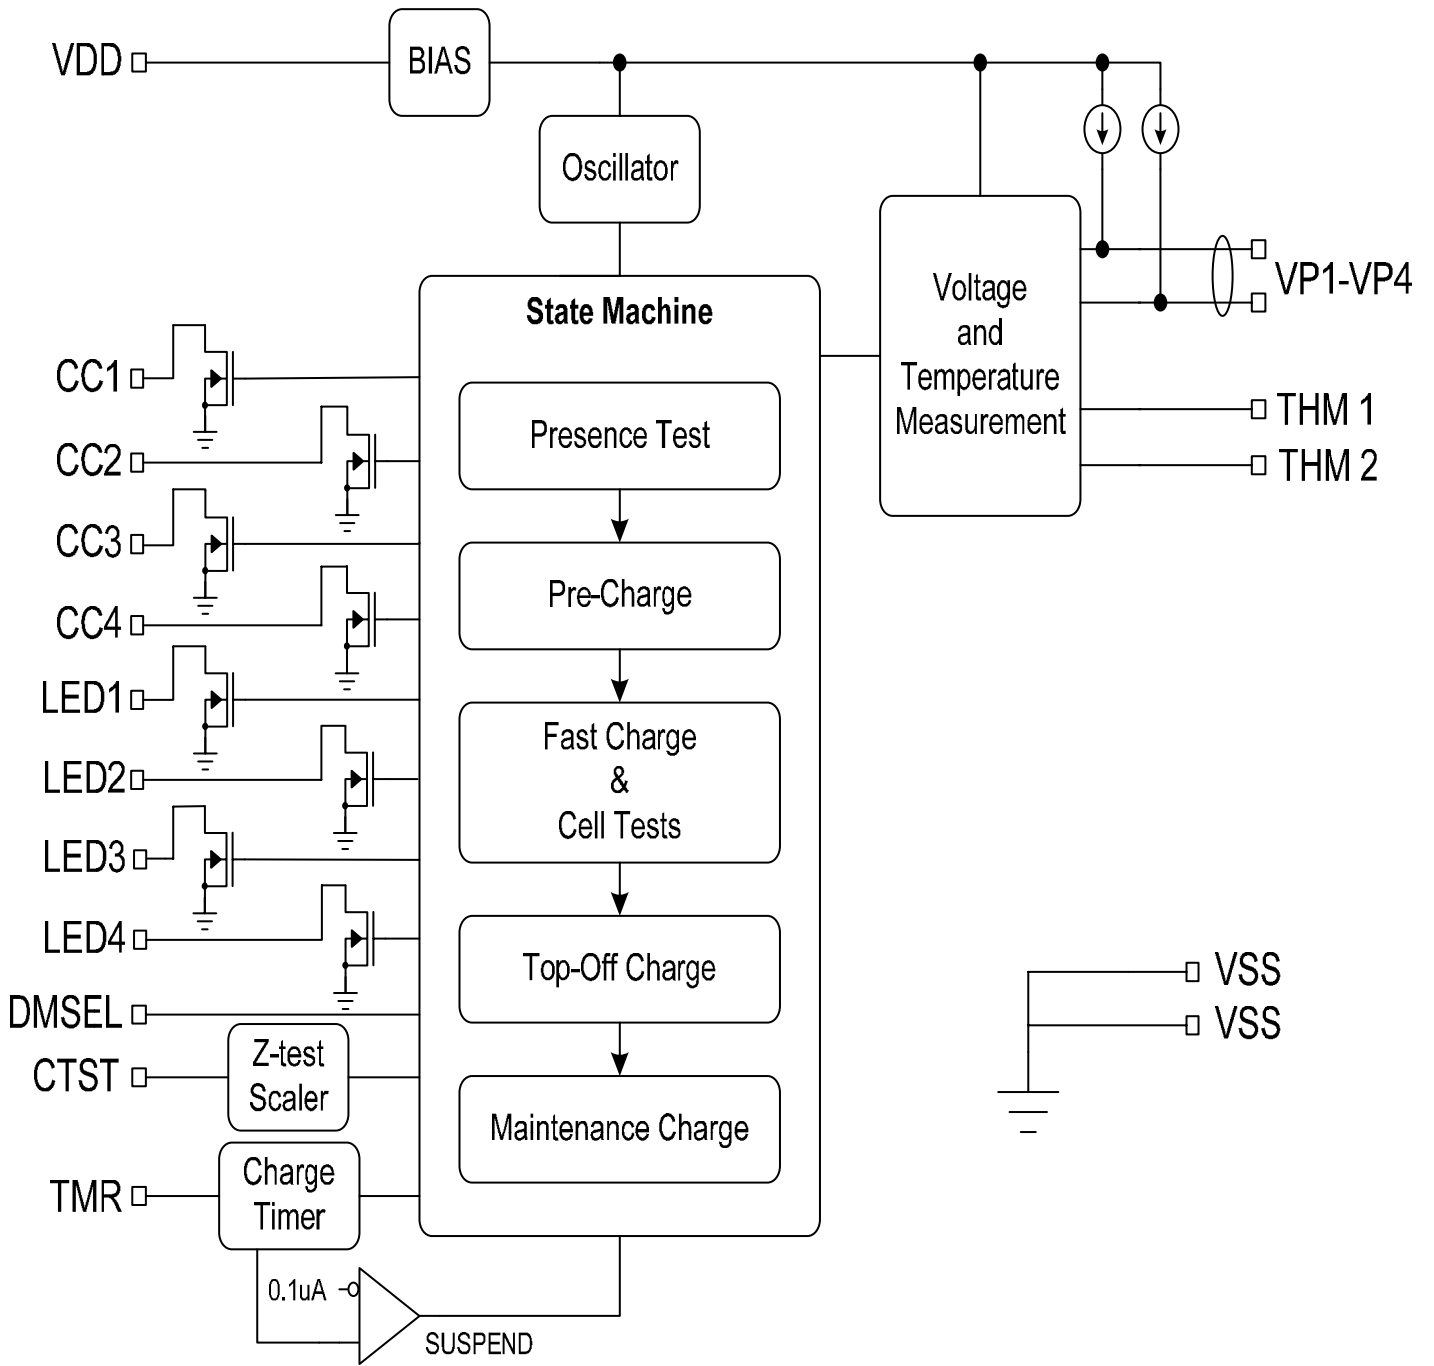 VDD
BIAS
Oscillator
State Machine
Presence Test
Pre-Charge
Fast Charge
&
Cell Tests
Top-Off Charge
Maintenance Charge
Voltage
and
Temperature
Measurement
VP1-VP4
THM 1
THM 2
CC1
CC2
CC3
CC4
LED1
LED2
LED3
LED4
DMSEL
CTST
Z-test
Scaler
TMR
Charge
Timer
0.1uA
SUSPEND
VSS
VSS